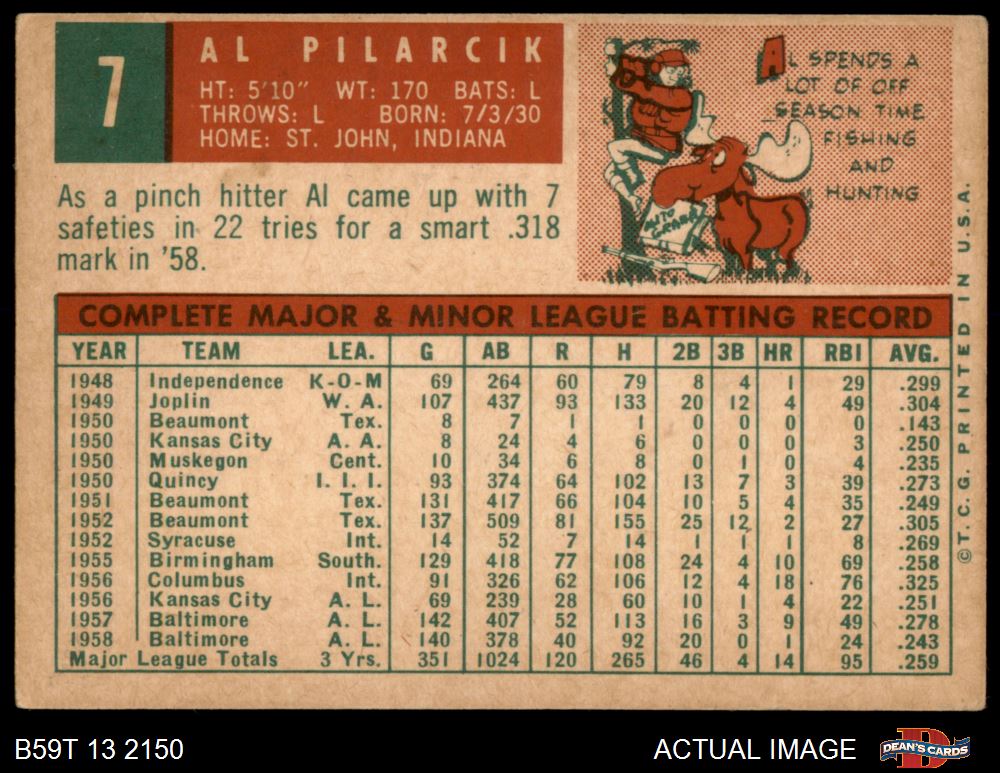 7
AL PILARCIK
HT: 5'10" WT: 170 BATS: L
THROWS: L BORN: 7/3/30
HOME: ST. JOHN, INDIANA
As a pinch hitter Al came up with 7
safeties in 22 tries for a smart .318
mark in '58.
AL SPENDS A
LOT OF OFF
SEASON TIME
FISHING
AND
HUNTING
AUTO
GRAPH
COMPLETE MAJOR & MINOR LEAGUE BATTING RECORD
YEAR TEAM LEA. G AB R H 2B 3B HR RBI AVG.
1948 Independence K-O-M 69 264 60 79 8 4 1 29 .299
1949 Joplin W. A. 107 437 93 133 20 12 4 49 .304
1950 Beaumont Tex. 8 7 1 1 0 0 0 0 .143
1950 Kansas City A. A. 8 24 4 6 0 0 0 3 .250
1950 Muskegon Cent. 10 34 6 8 0 1 0 4 .235
1950 Quincy I. I. I. 93 374 64 102 13 7 3 39 .273
1951 Beaumont Tex. 131 417 66 104 10 5 4 35 .249
1952 Beaumont Tex. 137 509 81 155 25 12 2 27 .305
1952 Syracuse Int. 14 52 7 14 1 1 1 8 .269
1955 Birmingham South. 129 418 77 108 24 4 10 69 .258
1956 Columbus Int. 91 326 62 106 12 4 18 76 .325
1956 Kansas City A. L. 69 239 28 60 10 1 4 22 .251
1957 Baltimore A. L. 142 407 52 113 16 3 9 49 .278
1958 Baltimore A. L. 140 378 40 92 20 0 1 24 .243
Major League Totals 3 Yrs. 351 1024 120 265 46 4 14 95 .259
© T. C. G. PRINTED IN U.S.A.
B59T 13 2150
ACTUAL IMAGE
DEAN'S CARDS